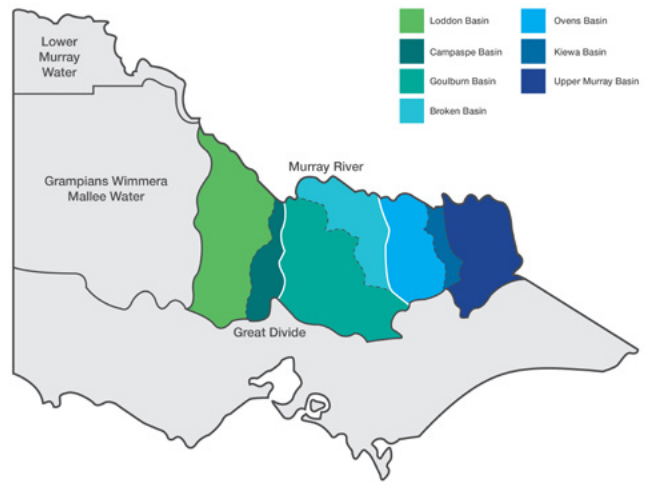 Loddon Basin
Campaspe Basin
Goulburn Basin
Broken Basin
Ovens Basin
Kiewa Basin
Upper Murray Basin
Lower
Murray
Water
Grampians Wimmera
Mallee Water
Murray River
Great Divide